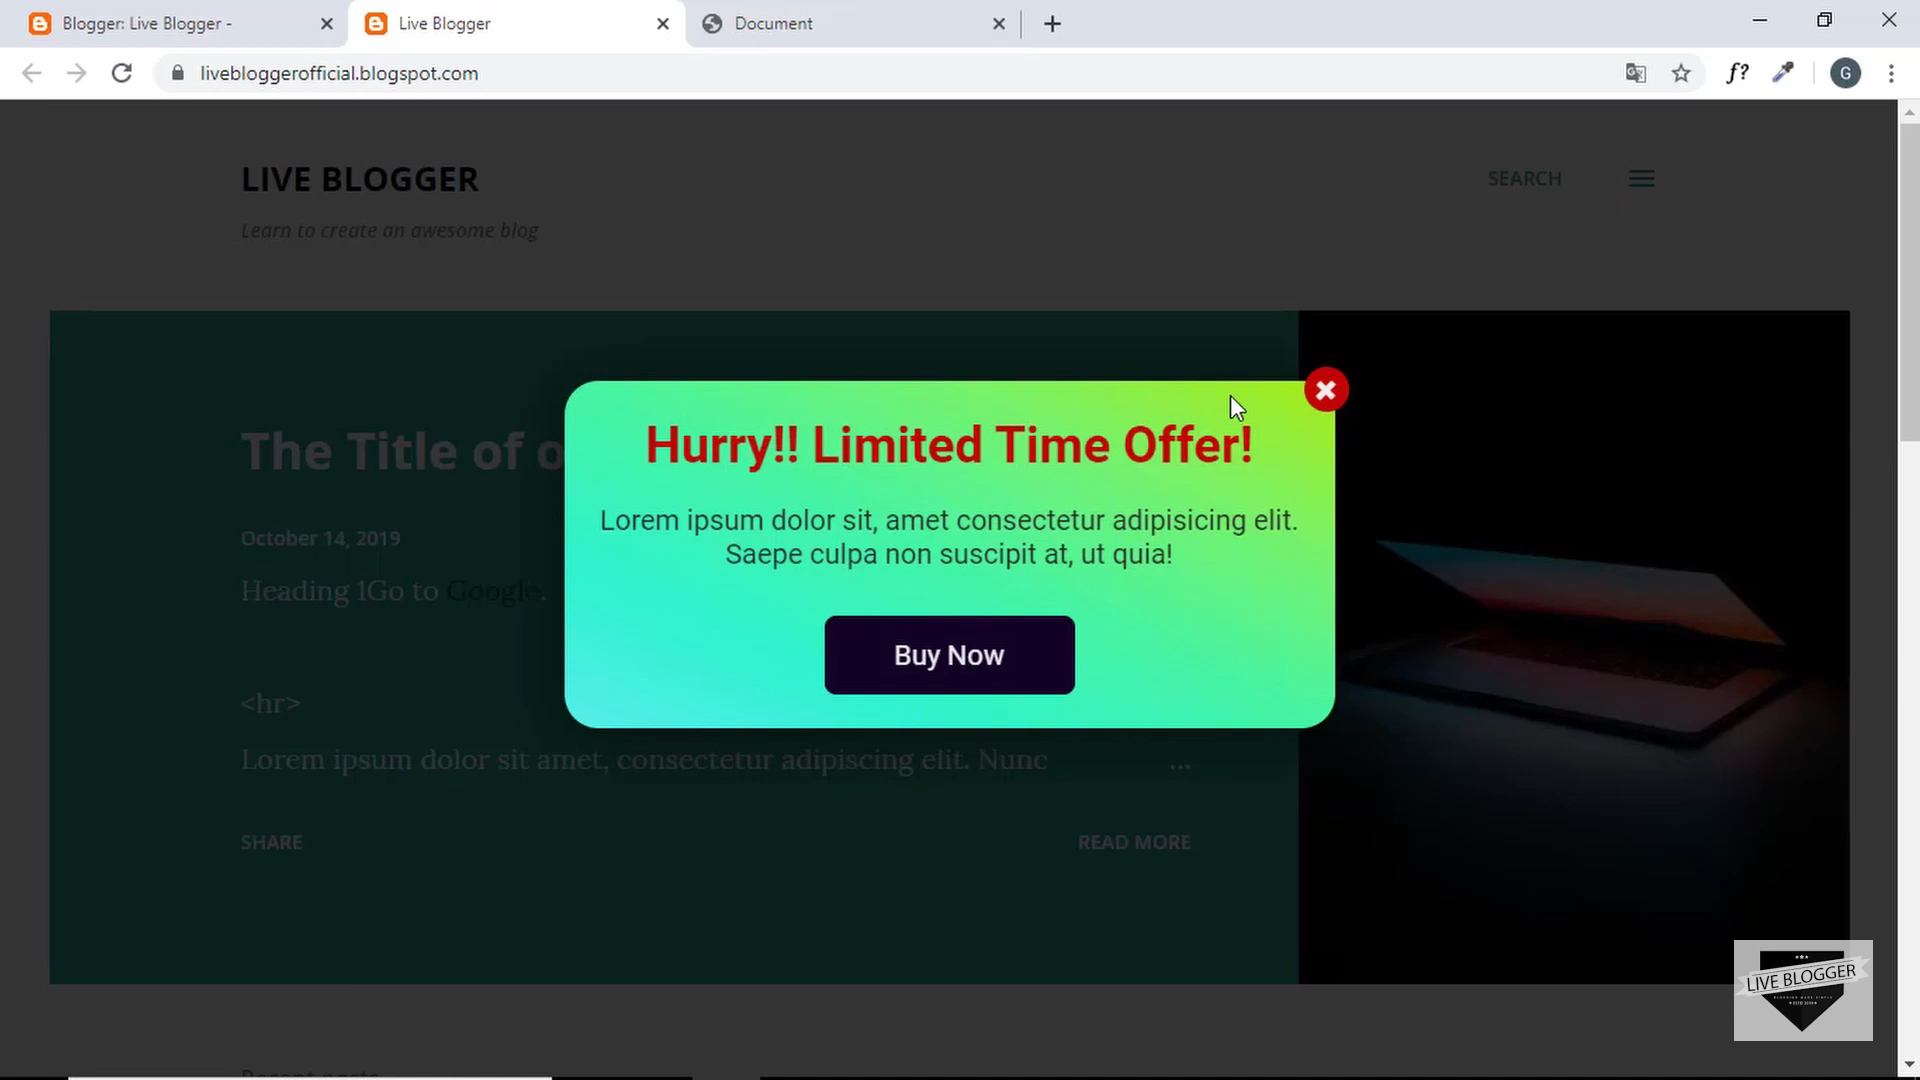 Blogger: Live Blogger -
Live Blogger
Document
livebloggerofficial.blogspot.com
f?
G
LIVE BLOGGER
SEARCH
Learn to create an awesome blog
The Title of o
Hurry!! Limited Time Offer!
Lorem ipsum dolor sit, amet consectetur adipisicing elit.
Saepe culpa non suscipit at, ut quia!
October 14, 2019
Heading 1Go to Google.
Buy Now
<hr>
Lorem ipsum dolor sit amet, consectetur adipiscing elit. Nunc ...
SHARE
READ MORE
LIVE BLOGGER
Recent posts